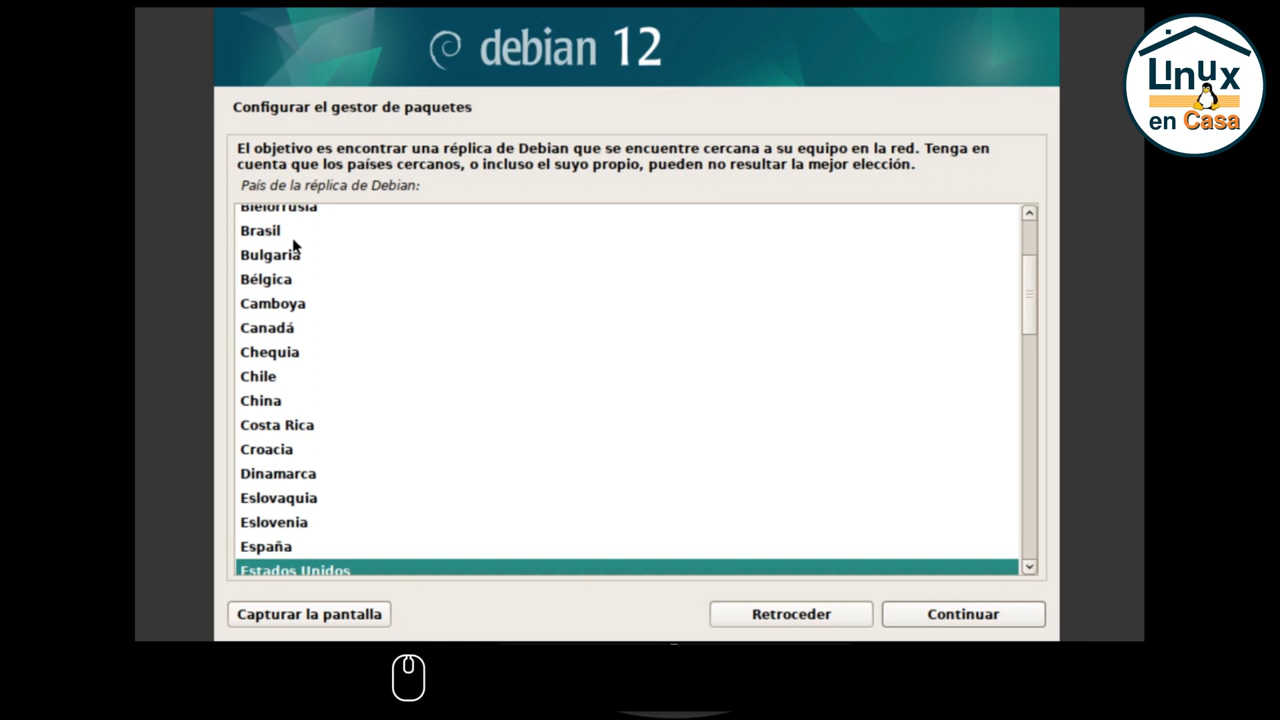 debian 12
Linux
en Casa
Configurar el gestor de paquetes
El objetivo es encontrar una réplica de Debian que se encuentre cercana a su equipo en la red. Tenga en
cuenta que los países cercanos, o incluso el suyo propio, pueden no resultar la mejor elección.
País de la réplica de Debian:
Bielorrusia
Brasil
Bulgaria
Bélgica
Camboya
Canadá
Chequia
Chile
China
Costa Rica
Croacia
Dinamarca
Eslovaquia
Eslovenia
España
Estados Unidos
Capturar la pantalla
Retroceder
Continuar